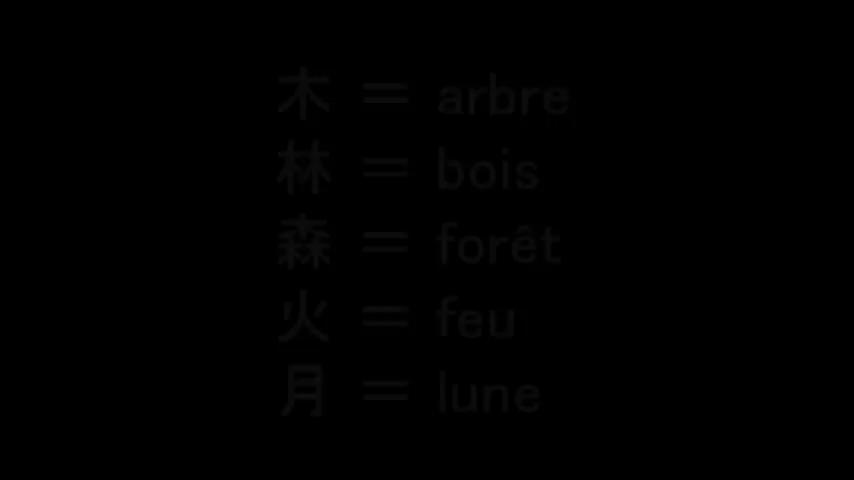 木 = arbre
林 = bois
森 = forêt
火 = feu
月 = lune